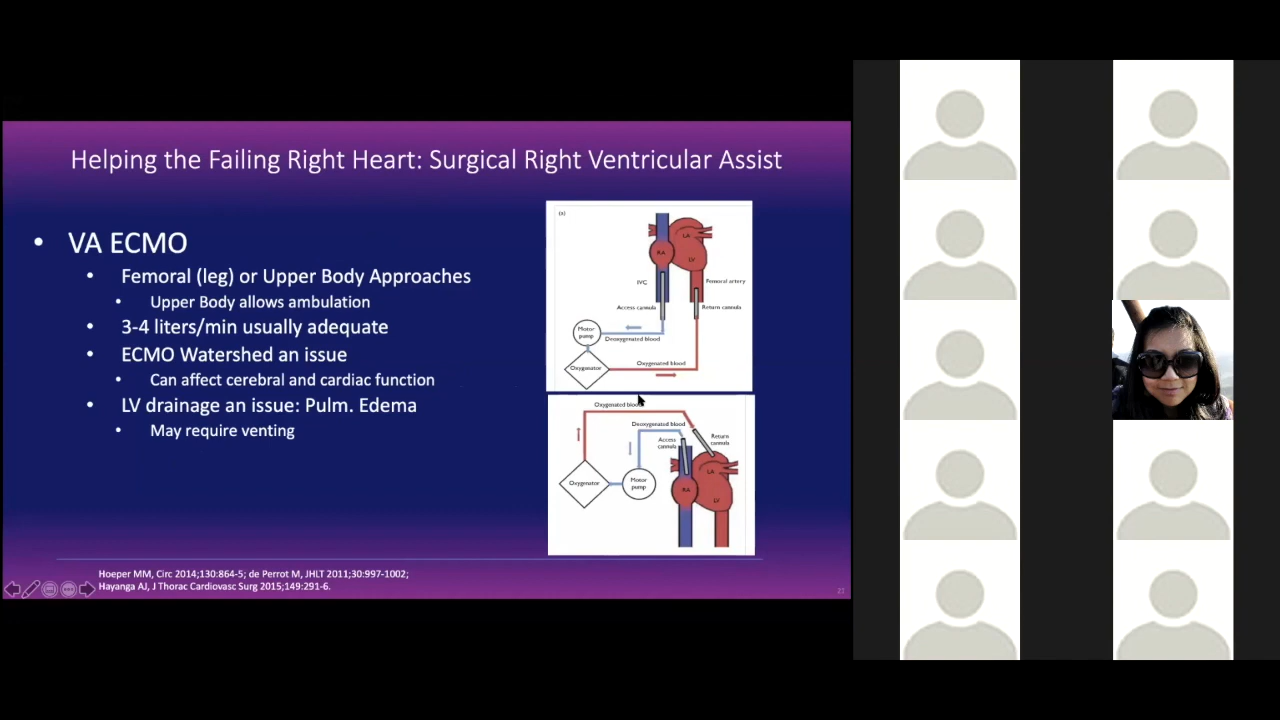 Helping the Failing Right Heart: Surgical Right Ventricular Assist
• VA ECMO
• Femoral (leg) or Upper Body Approaches
• Upper Body allows ambulation
• 3-4 liters/min usually adequate
• ECMO Watershed an issue
• Can affect cerebral and cardiac function
• LV drainage an issue: Pulm. Edema
• May require venting
(a)
LA
RA
LV
IVC
Femoral artery
Access cannula
Return cannula
Motor
pump
Deoxygenated blood
Oxygenator
Oxygenated blood
Oxygenated blood
Deoxygenated blood
Access
cannula
Return
cannula
LA
Oxygenator
Motor
pump
RA
LV
Hoeper MM, Circ 2014;130:864-5; de Perrot M, JHLT 2011;30:997-1002;
Hayanga AJ, J Thorac Cardiovasc Surg 2015;149:291-6.